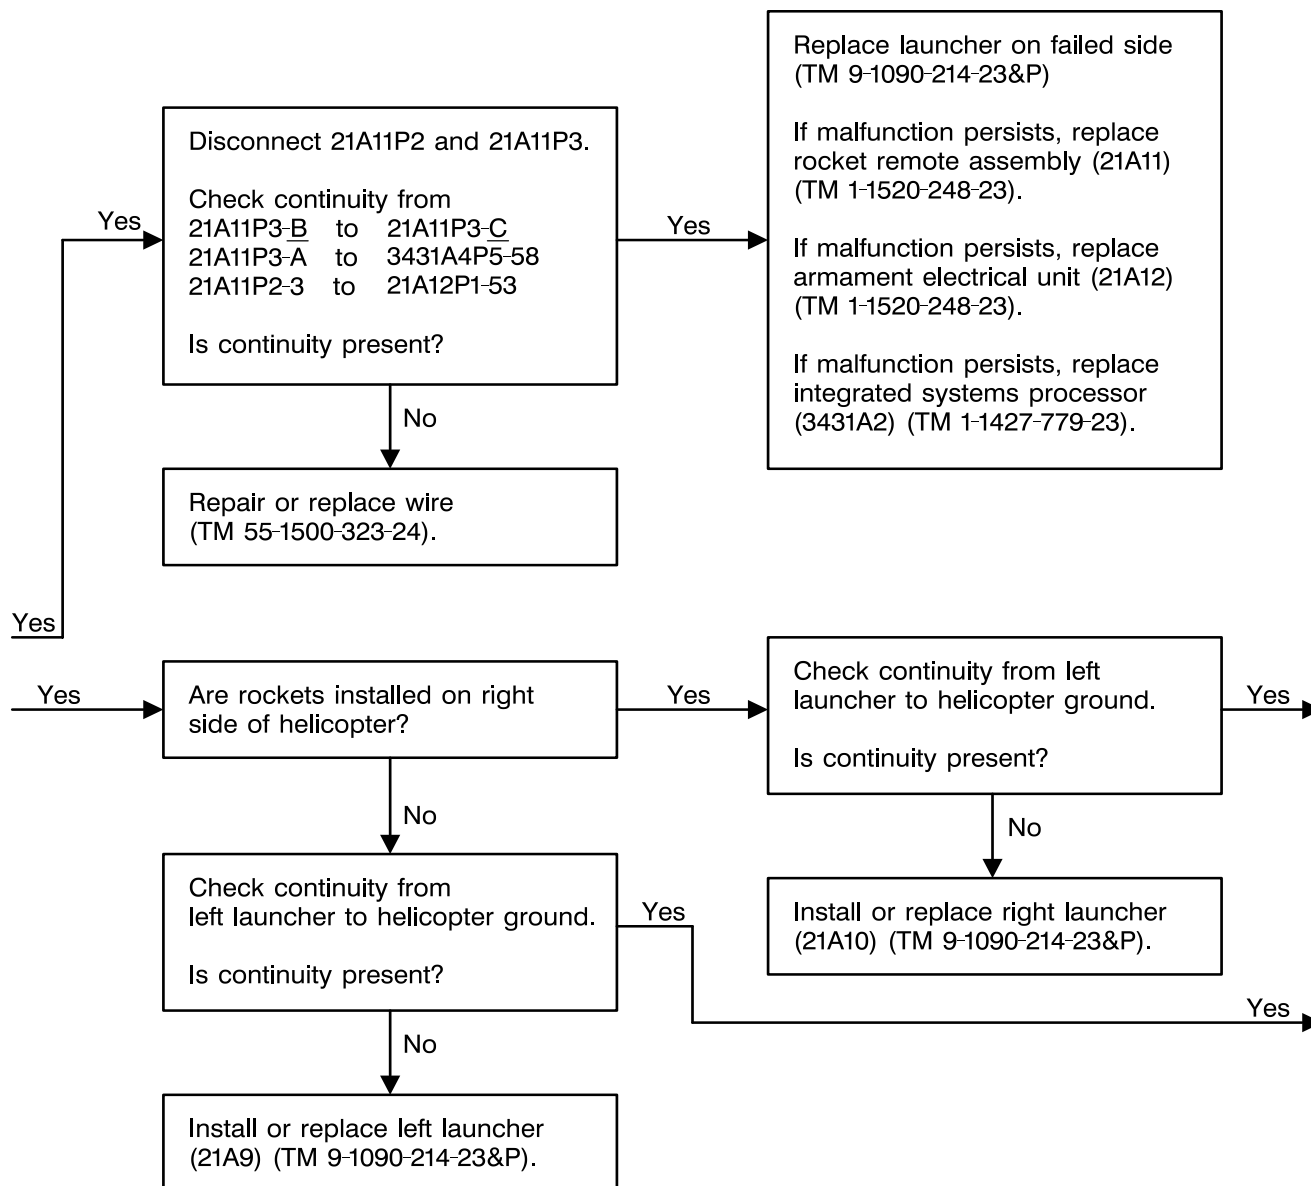 Replace launcher on failed side
(TM 9-1090-214-23&P)
If malfunction persists, replace
rocket remote assembly (21A11)
(TM 1-1520-248-23).
If malfunction persists, replace
armament electrical unit (21A12)
(TM 1-1520-248-23).
If malfunction persists, replace
integrated systems processor
(3431A2) (TM 1-1427-779-23).
Disconnect 21A11P2 and 21A11P3.
Check continuity from
21A11P3-B to 21A11P3-C
21A11P3-A to 3431A4P5-58
21A11P2-3 to 21A12P1-53
Is continuity present?
Yes
Yes
No
Repair or replace wire
(TM 55-1500-323-24).
Yes
Yes
Are rockets installed on right
side of helicopter?
Yes
Check continuity from left
launcher to helicopter ground.
Is continuity present?
Yes
No
No
Check continuity from
left launcher to helicopter ground.
Is continuity present?
Yes
Install or replace right launcher
(21A10) (TM 9-1090-214-23&P).
Yes
No
Install or replace left launcher
(21A9) (TM 9-1090-214-23&P).